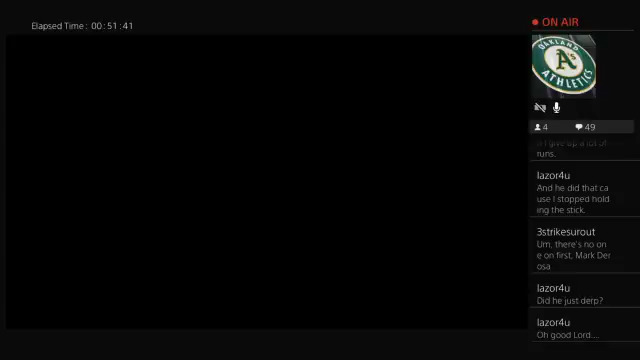 Elapsed Time : 00 : 51 : 41
ON AIR
OAKLAND
A's
ATHLETICS
4
49
runs.
lazor4u
And he did that ca
use I stopped hold
ing the stick.
3strikesurout
Um, there's no on
e on first, Mark Der
osa
lazor4u
Did he just derp?
lazor4u
Oh good Lord....